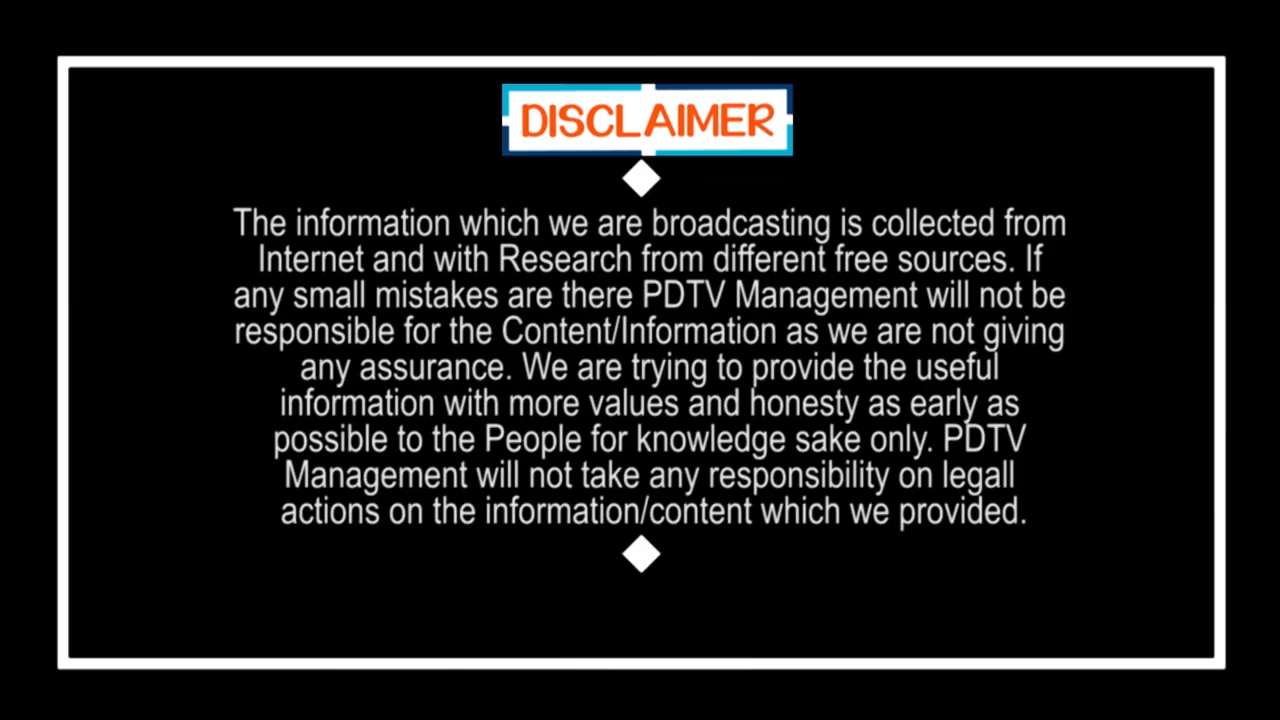 DISCLAIMER
The information which we are broadcasting is collected from
Internet and with Research from different free sources. If
any small mistakes are there PDTV Management will not be
responsible for the Content/Information as we are not giving
any assurance. We are trying to provide the useful
information with more values and honesty as early as
possible to the People for knowledge sake only. PDTV
Management will not take any responsibility on legall
actions on the information/content which we provided.